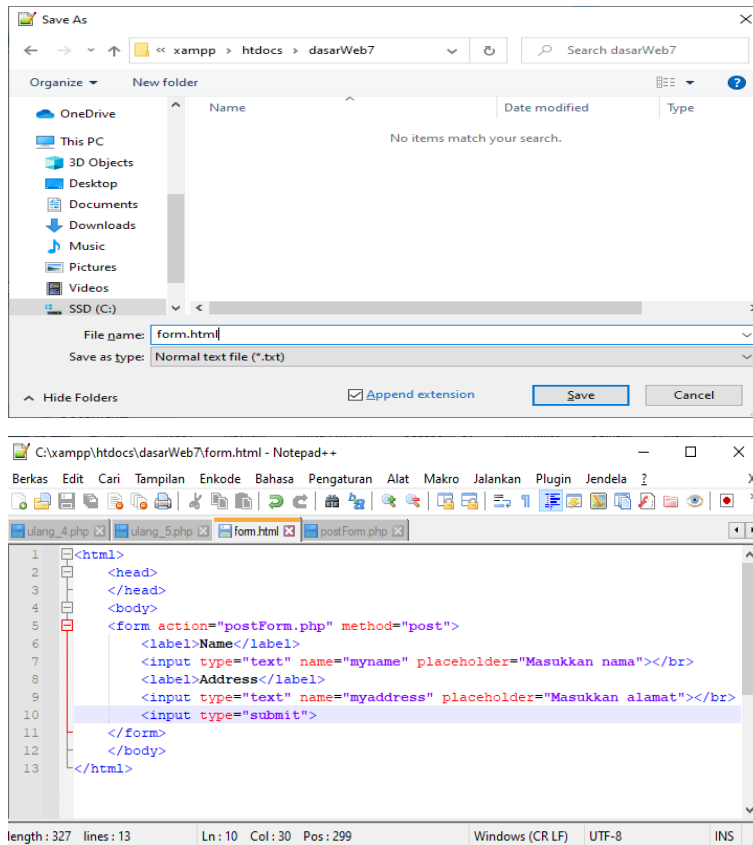 Save As
« xampp › htdocs › dasarWeb7
Search dasarWeb7
Organize
New folder
OneDrive
This PC
3D Objects
Desktop
Documents
Downloads
Music
Pictures
Videos
SSD (C:)
Name
Date modified
Type
No items match your search.
File name: form.html
Save as type: Normal text file (*.txt)
Hide Folders
Append extension
Save
Cancel
C:\xampp\htdocs\dasarWeb7\form.html - Notepad++
Berkas Edit Cari Tampilan Enkode Bahasa Pengaturan Alat Makro Jalankan Plugin Jendela ?
ulang_4.php ulang_5.php form.html postForm.php
1 <html>
2 <head>
3 </head>
4 <body>
5 <form action="postForm.php" method="post">
6 <label>Name</label>
7 <input type="text" name="myname" placeholder="Masukkan nama"></br>
8 <label>Address</label>
9 <input type="text" name="myaddress" placeholder="Masukkan alamat"></br>
10 <input type="submit">
11 </form>
12 </body>
13 </html>
length : 327 lines : 13 Ln : 10 Col : 30 Pos : 299 Windows (CR LF) UTF-8 INS